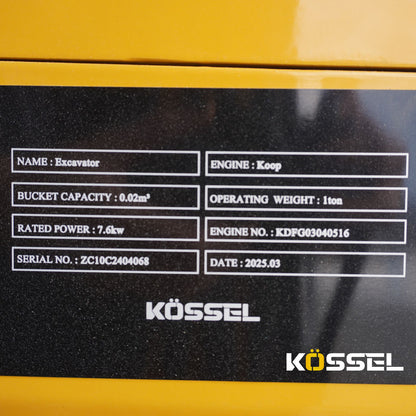 NAME : Excavator
ENGINE : Koop
BUCKET CAPACITY : 0.02m³
OPERATING WEIGHT : 1ton
RATED POWER : 7.6kw
ENGINE NO. : KDFG03040516
SERIAL NO. : ZC10C2404068
DATE : 2025.03
KÖSSEL
KÖSSEL